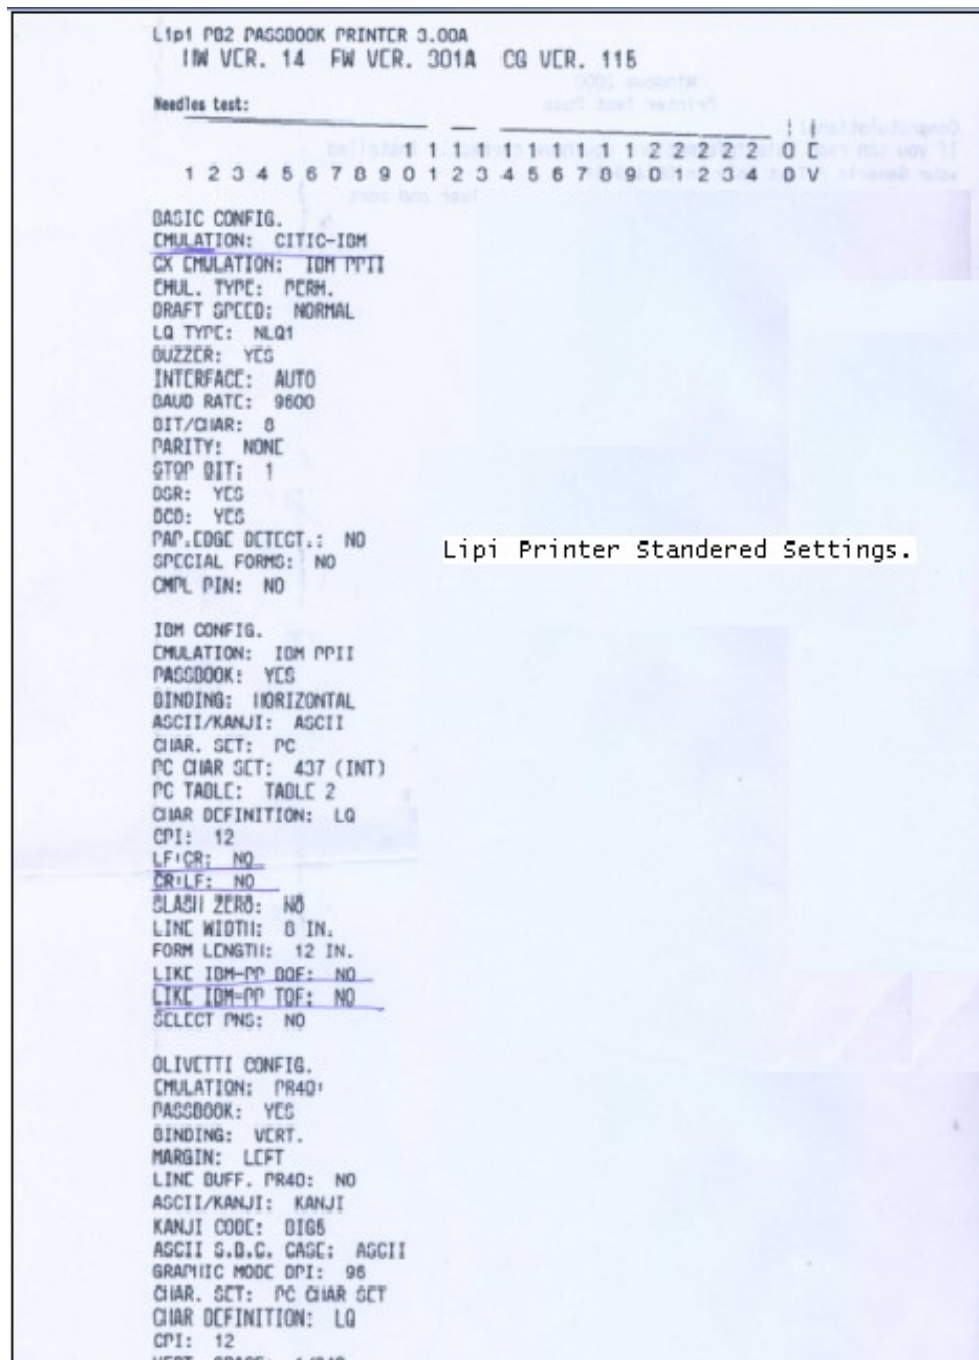 Lipi PB2 PASSBOOK PRINTER 3.00A
HW VER. 14 FW VER. 301A CG VER. 115
Windows 2000
Printer Test Page
Needles test:
Congratulations!
1 1 1 1 1 1 1 1 1 1 2 2 2 2 2 O E
1 2 3 4 5 6 7 8 9 0 1 2 3 4 5 6 7 8 9 0 1 2 3 4 D V
BASIC CONFIG.
EMULATION: CITIC-IBM
CX EMULATION: IBM PPII
EMUL. TYPE: PERM.
DRAFT SPEED: NORMAL
LQ TYPE: NLQ1
BUZZER: YES
INTERFACE: AUTO
BAUD RATE: 9600
BIT/CHAR: 8
PARITY: NONE
STOP BIT: 1
DSR: YES
DCD: YES
PAP.EDGE DETECT.: NO
Lipi Printer Standered Settings.
SPECIAL FORMS: NO
CMPL PIN: NO
IBM CONFIG.
EMULATION: IBM PPII
PASSBOOK: YES
BINDING: HORIZONTAL
ASCII/KANJI: ASCII
CHAR. SET: PC
PC CHAR SET: 437 (INT)
PC TABLE: TABLE 2
CHAR DEFINITION: LQ
CPI: 12
LF+CR: NO
CR+LF: NO
SLASH ZERO: NO
LINE WIDTH: 8 IN.
FORM LENGTH: 12 IN.
LIKE IBM-PP BOF: NO
LIKE IBM-PP TOF: NO
SELECT PNS: NO
OLIVETTI CONFIG.
EMULATION: PR40+
PASSBOOK: YES
BINDING: VERT.
MARGIN: LEFT
LINE BUFF. PR40: NO
ASCII/KANJI: KANJI
KANJI CODE: BIG5
ASCII S.B.C. CASE: ASCII
GRAPHIC MODE DPI: 96
CHAR. SET: PC CHAR SET
CHAR DEFINITION: LQ
CPI: 12